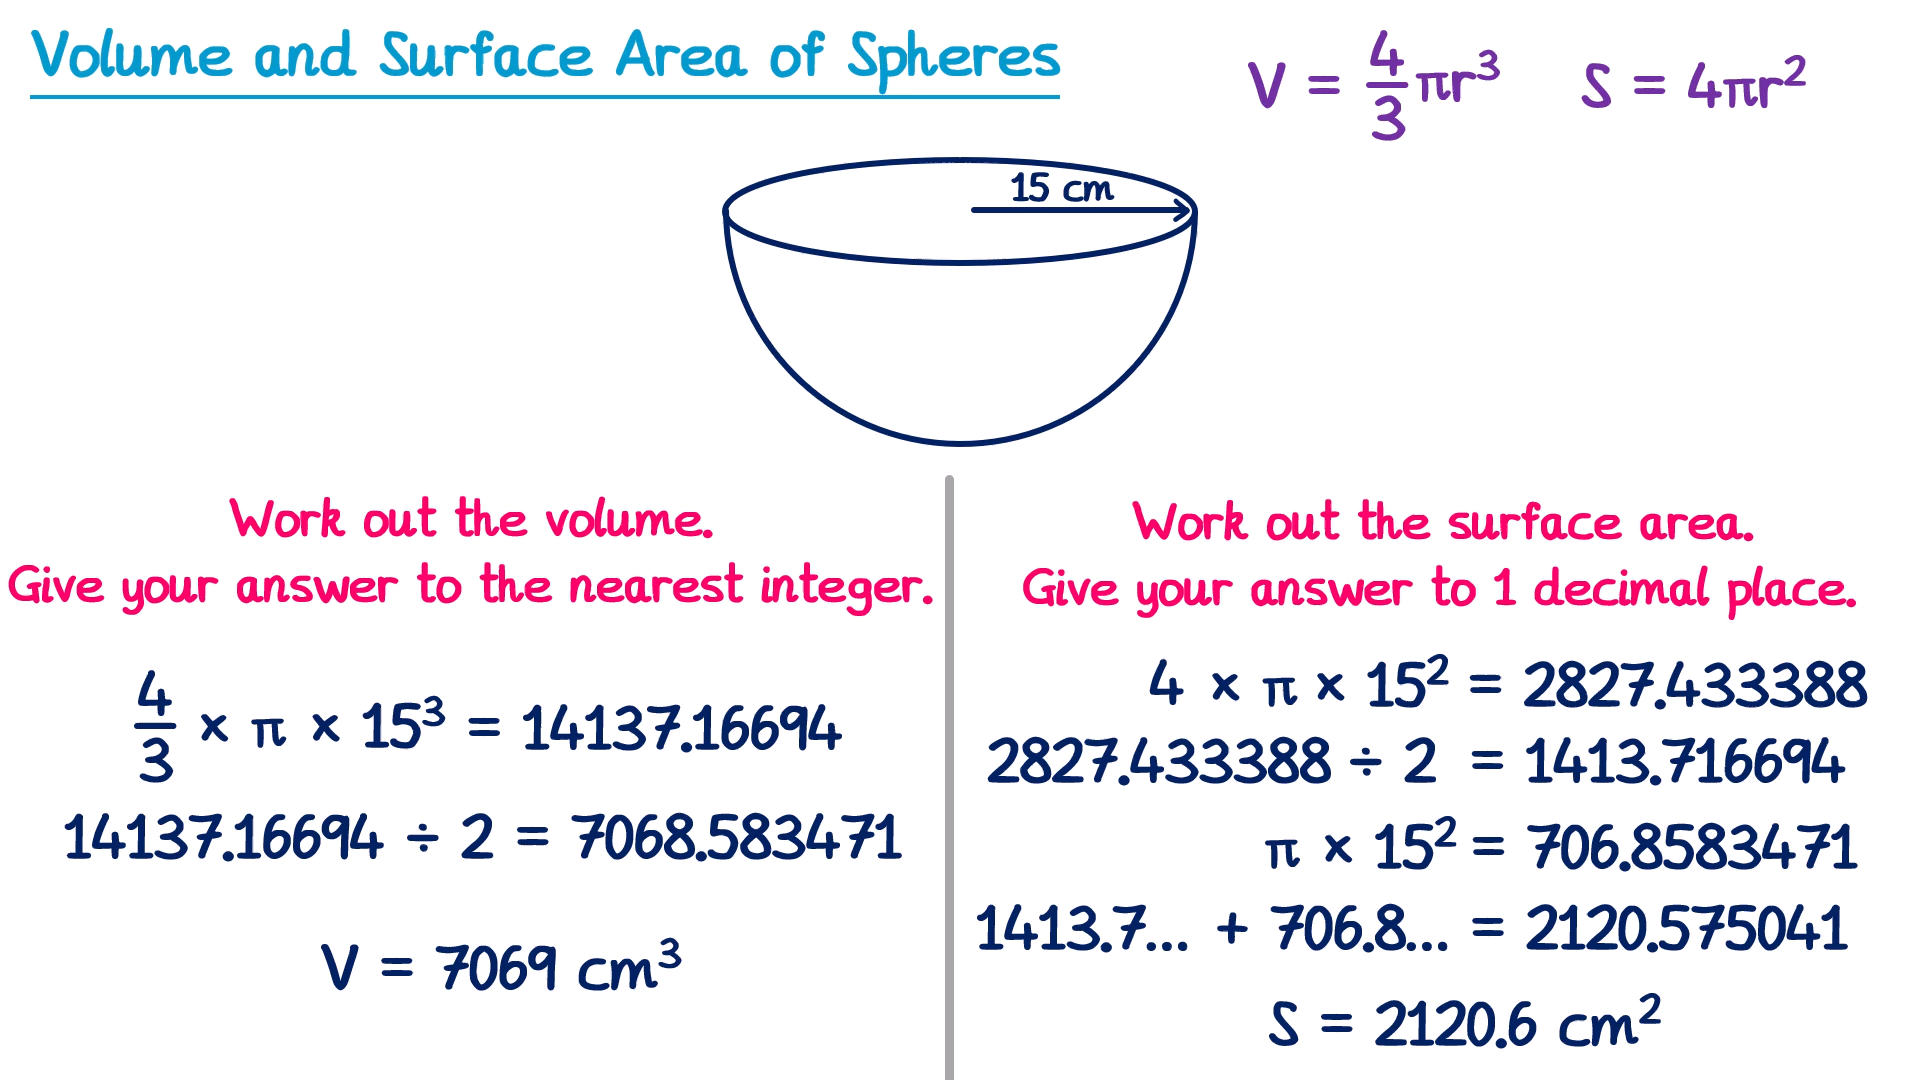 Volume and Surface Area of Spheres
V = 4/3 πr³ S = 4πr²
15 cm
Work out the volume.
Give your answer to the nearest integer.
4/3 × π × 15³ = 14137.16694
14137.16694 ÷ 2 = 7068.583471
V = 7069 cm³
Work out the surface area.
Give your answer to 1 decimal place.
4 × π × 15² = 2827.433388
2827.433388 ÷ 2 = 1413.716694
π × 15² = 706.8583471
1413.7... + 706.8... = 2120.575041
S = 2120.6 cm²